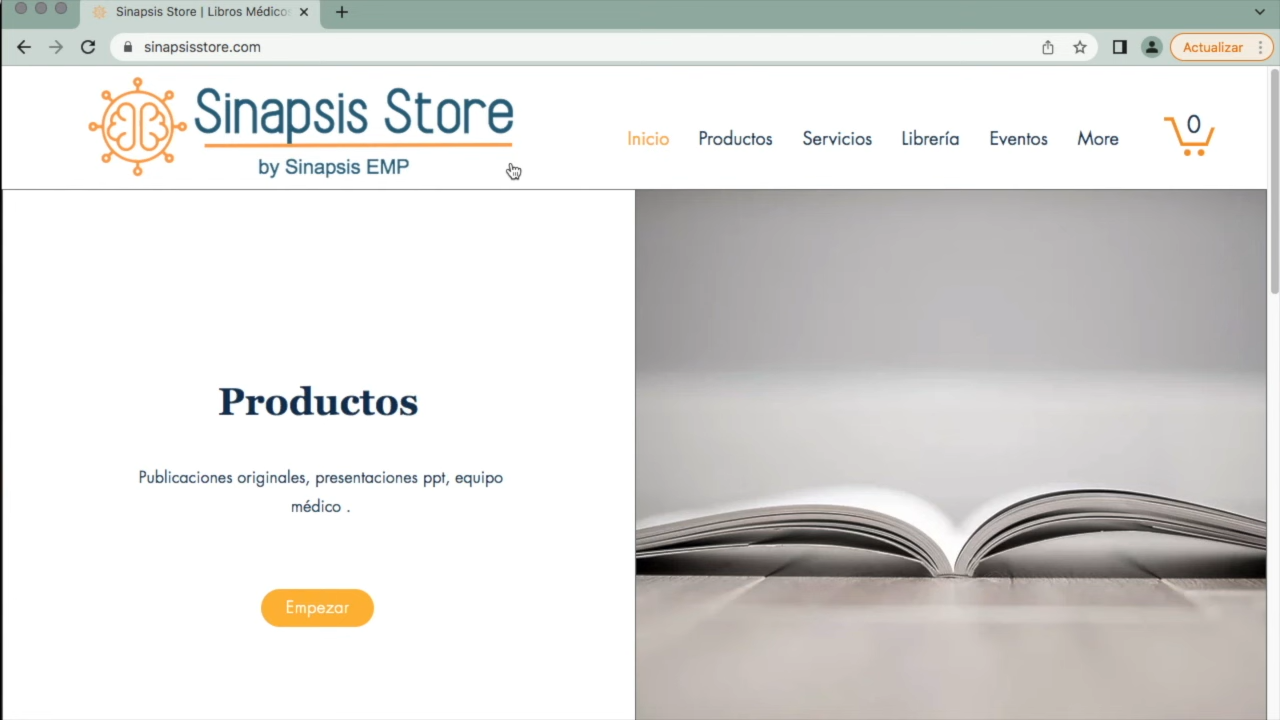 Sinapsis Store | Libros Médicos
sinapsisstore.com
Actualizar
Sinapsis Store
by Sinapsis EMP
Inicio
Productos
Servicios
Librería
Eventos
More
0
Productos
Publicaciones originales, presentaciones ppt, equipo
médico .
Empezar